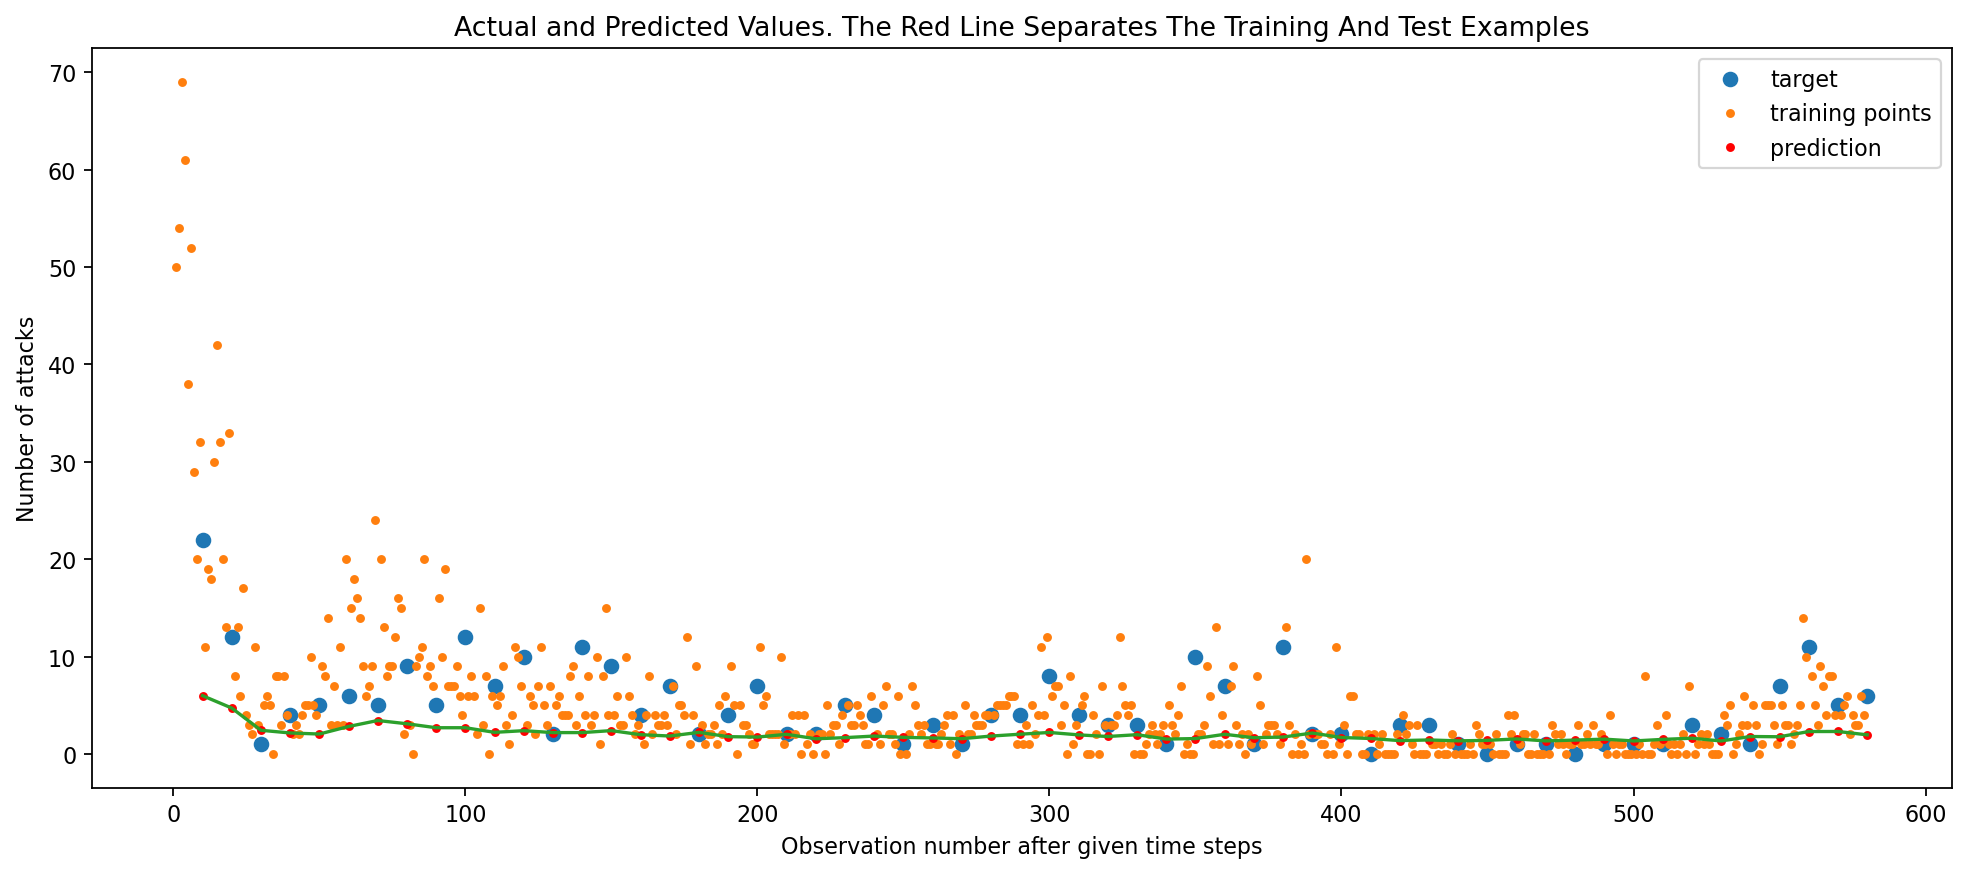 Actual and Predicted Values. The Red Line Separates The Training And Test Examples
target
training points
prediction
Number of attacks
70
60
50
40
30
20
10
0
0 100 200 300 400 500 600
Observation number after given time steps